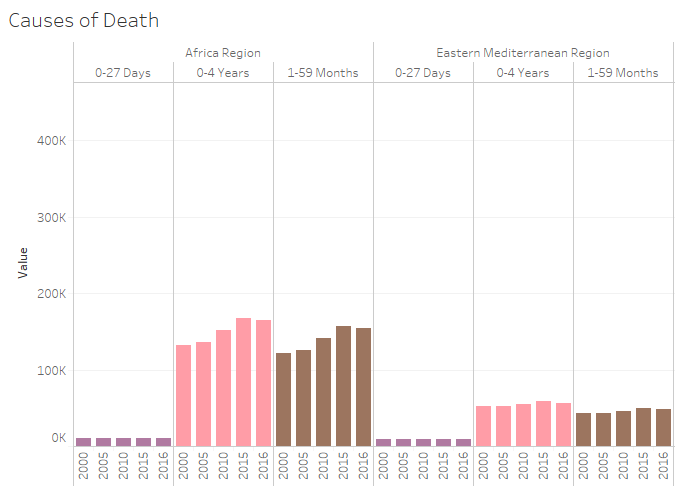 Causes of Death
Africa Region Eastern Mediterranean Region
0-27 Days 0-4 Years 1-59 Months 0-27 Days 0-4 Years 1-59 Months
400K
300K
200K
100K
0K
Value
2000 2005 2010 2015 2016 2000 2005 2010 2015 2016 2000 2005 2010 2015 2016 2000 2005 2010 2015 2016 2000 2005 2010 2015 2016 2000 2005 2010 2015 2016